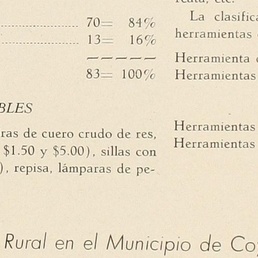 70= 84%
13= 16%
83= 100%
BLES
ras de cuero crudo de res,
$1.50 y $5.00), sillas con
), repisa, lámparas de pe-
etc.
La clasifica
herramientas
Herramienta
Herramientas
Herramientas
Herramientas
Rural en el Municipio de Co